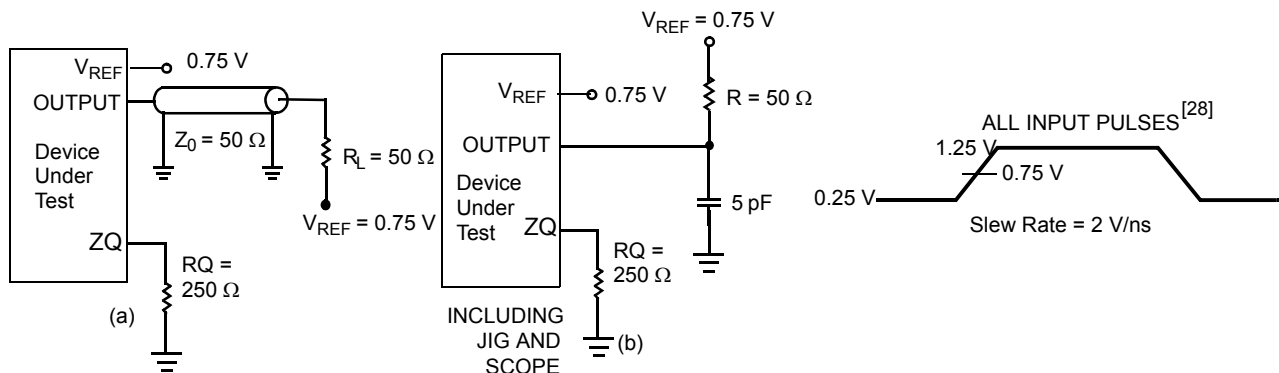 V_REF
0.75 V
OUTPUT
Z_0 = 50 Ω
Device
Under
Test
R_L = 50 Ω
V_REF = 0.75 V
ZQ
RQ =
250 Ω
(a)
V_REF = 0.75 V
V_REF
0.75 V
R = 50 Ω
OUTPUT
Device
Under
Test
5 pF
ZQ
RQ =
250 Ω
INCLUDING
JIG AND
SCOPE
(b)
ALL INPUT PULSES[28]
1.25 V
0.75 V
0.25 V
Slew Rate = 2 V/ns